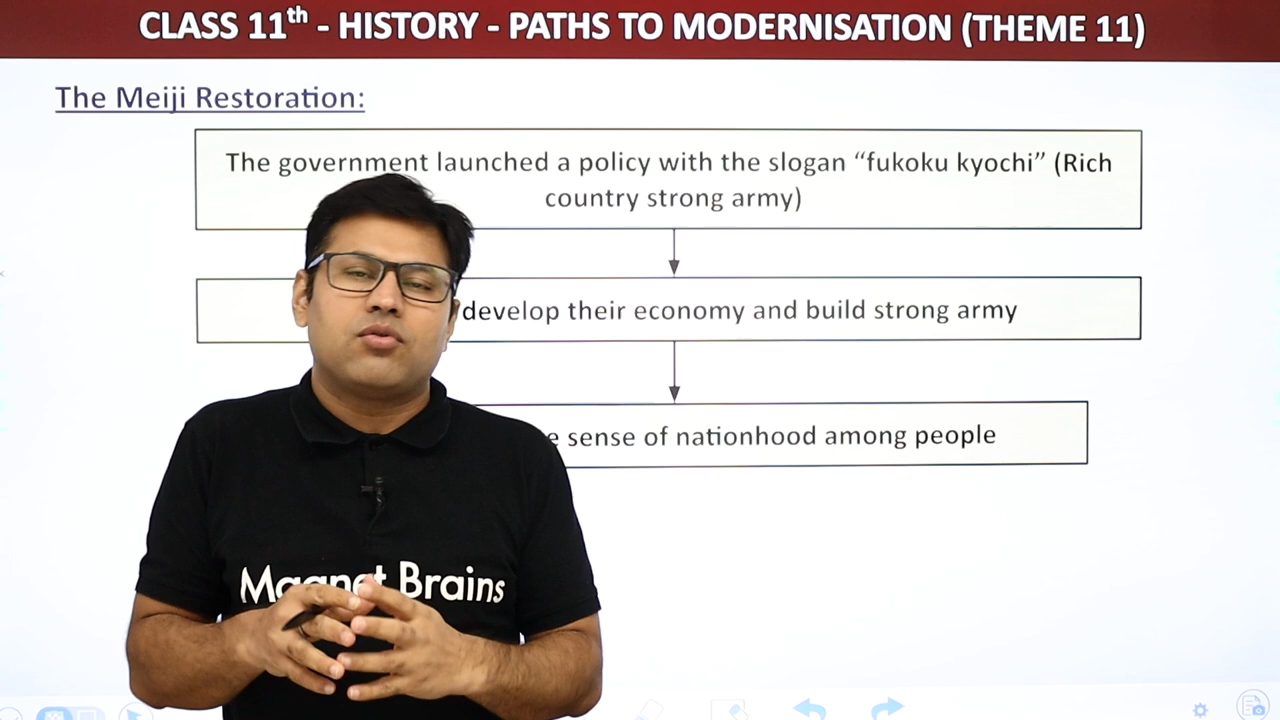 CLASS 11th - HISTORY - PATHS TO MODERNISATION (THEME 11)
The Meiji Restoration:
The government launched a policy with the slogan “fukoku kyochi” (Rich
country strong army)
develop their economy and build strong army
sense of nationhood among people
Magnet Brains